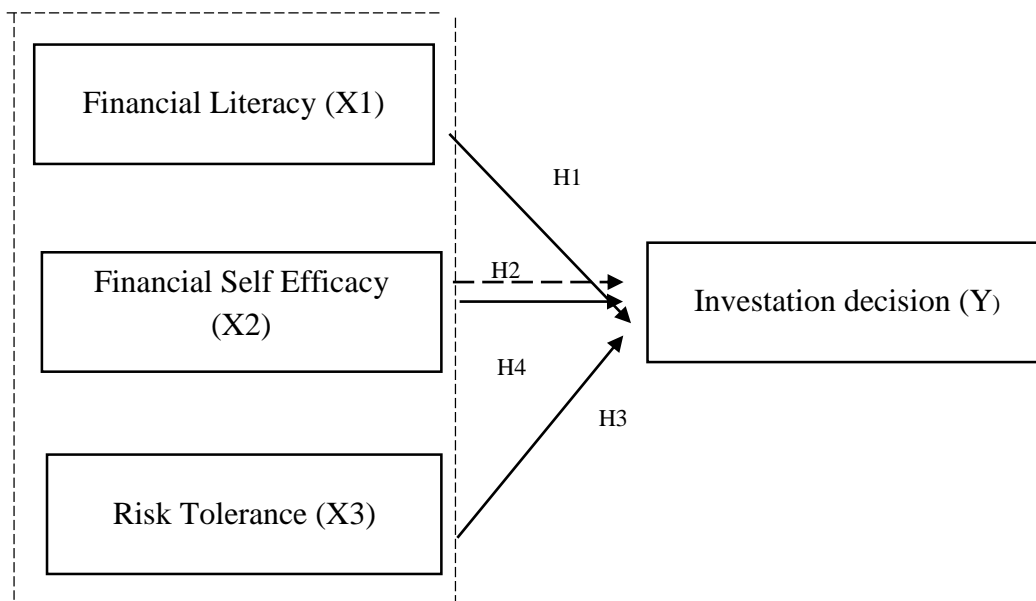 Financial Literacy (X1)
H1
Financial Self Efficacy
(X2)
H2
Investation decision (Y)
H4
H3
Risk Tolerance (X3)